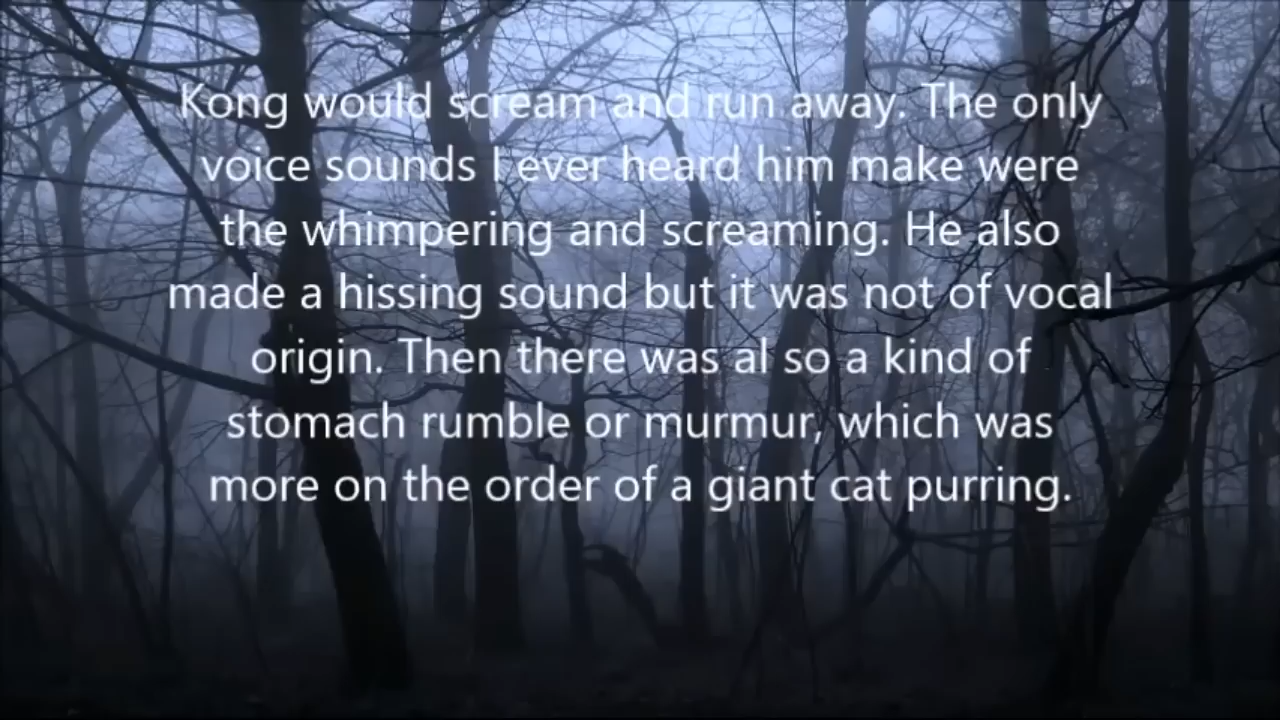 Kong would scream and run away. The only
voice sounds I ever heard him make were
the whimpering and screaming. He also
made a hissing sound but it was not of vocal
origin. Then there was al so a kind of
stomach rumble or murmur, which was
more on the order of a giant cat purring.